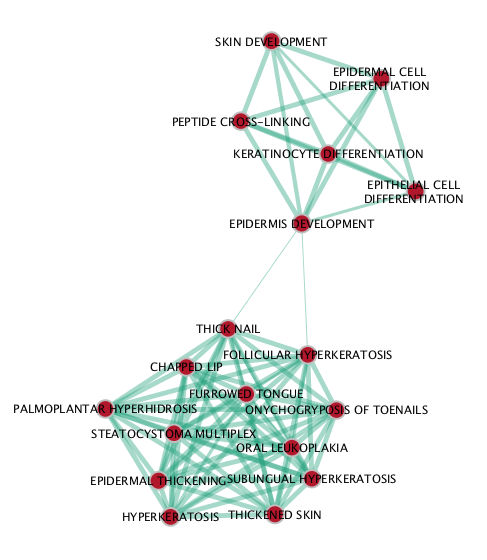 SKIN DEVELOPMENT
EPIDERMAL CELL
DIFFERENTIATION
PEPTIDE CROSS-LINKING
KERATINOCYTE DIFFERENTIATION
EPITHELIAL CELL
DIFFERENTIATION
EPIDERMIS DEVELOPMENT
THICK NAIL
FOLLICULAR HYPERKERATOSIS
CHAPPED LIP
FURROWED TONGUE
PALMOPLANTAR HYPERHIDROSIS
ONYCHOGRYPOSIS OF TOENAILS
STEATOCYSTOMA MULTIPLEX
ORAL LEUKOPLAKIA
EPIDERMAL THICKENING
SUBUNGUAL HYPERKERATOSIS
HYPERKERATOSIS
THICKENED SKIN